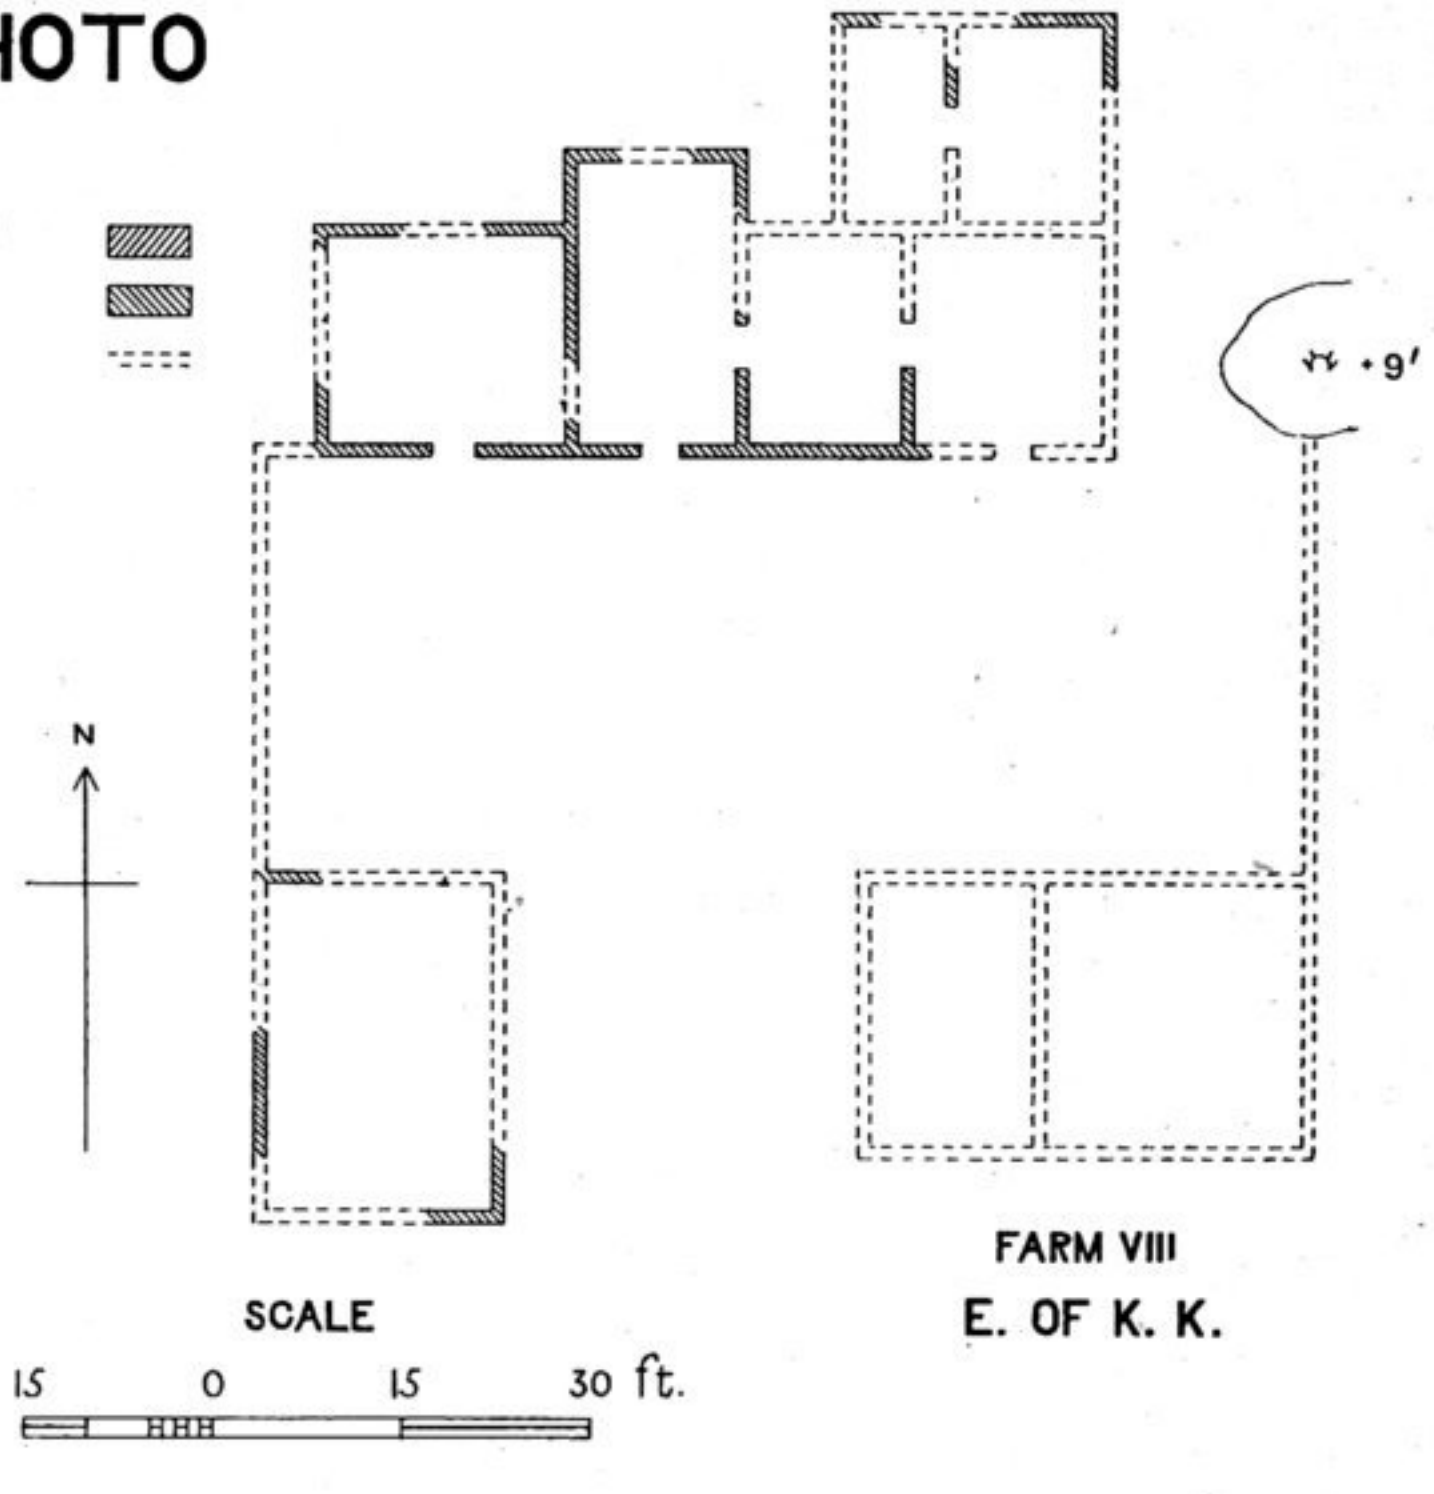 HOTO
+9'
N
FARM VIII
E. OF K. K.
SCALE
15 0 15 30 ft.